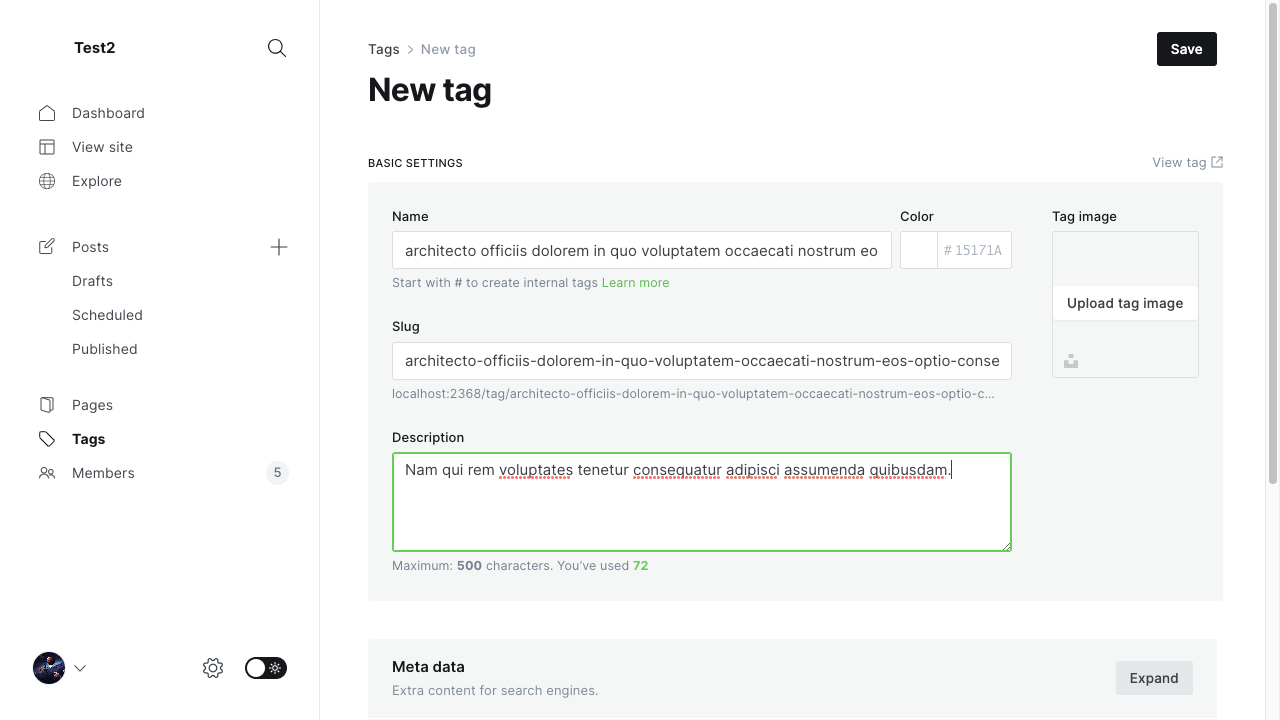 Test2
Dashboard
View site
Explore
Posts
Drafts
Scheduled
Published
Pages
Tags
Members
5
Tags > New tag
Save
New tag
BASIC SETTINGS
View tag
Name
Color
Tag image
architecto officiis dolorem in quo voluptatem occaecati nostrum eo
# 15171A
Start with # to create internal tags Learn more
Upload tag image
Slug
architecto-officiis-dolorem-in-quo-voluptatem-occaecati-nostrum-eos-optio-conse
localhost:2368/tag/architecto-officiis-dolorem-in-quo-voluptatem-occaecati-nostrum-eos-optio-c...
Description
Nam qui rem voluptates tenetur consequatur adipisci assumenda quibusdam.
Maximum: 500 characters. You’ve used 72
Meta data
Extra content for search engines.
Expand